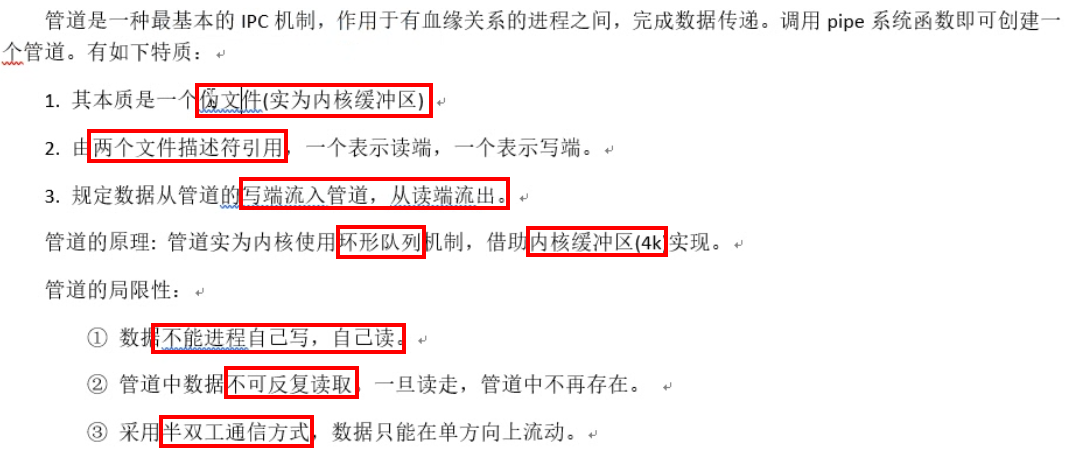 管道是一种最基本的 IPC 机制，作用于有血缘关系的进程之间，完成数据传递。调用 pipe 系统函数即可创建一
个管道。有如下特质：
1. 其本质是一个伪文件(实为内核缓冲区)
2. 由两个文件描述符引用，一个表示读端，一个表示写端。
3. 规定数据从管道的写端流入管道，从读端流出。
管道的原理: 管道实为内核使用环形队列机制，借助内核缓冲区(4k)实现。
管道的局限性：
① 数据不能进程自己写，自己读。
② 管道中数据不可反复读取，一旦读走，管道中不再存在。
③ 采用半双工通信方式，数据只能在单方向上流动。